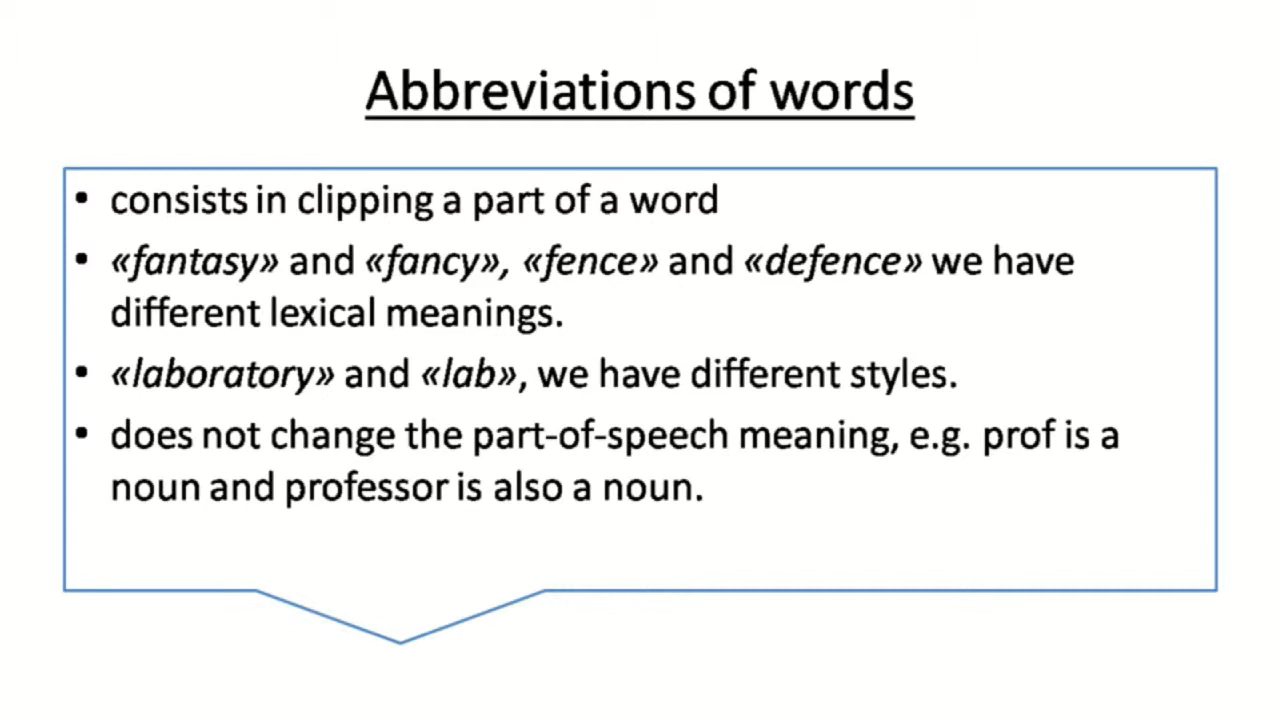 Abbreviations of words
• consists in clipping a part of a word
• «fantasy» and «fancy», «fence» and «defence» we have
different lexical meanings.
• «laboratory» and «lab», we have different styles.
• does not change the part-of-speech meaning, e.g. prof is a
noun and professor is also a noun.